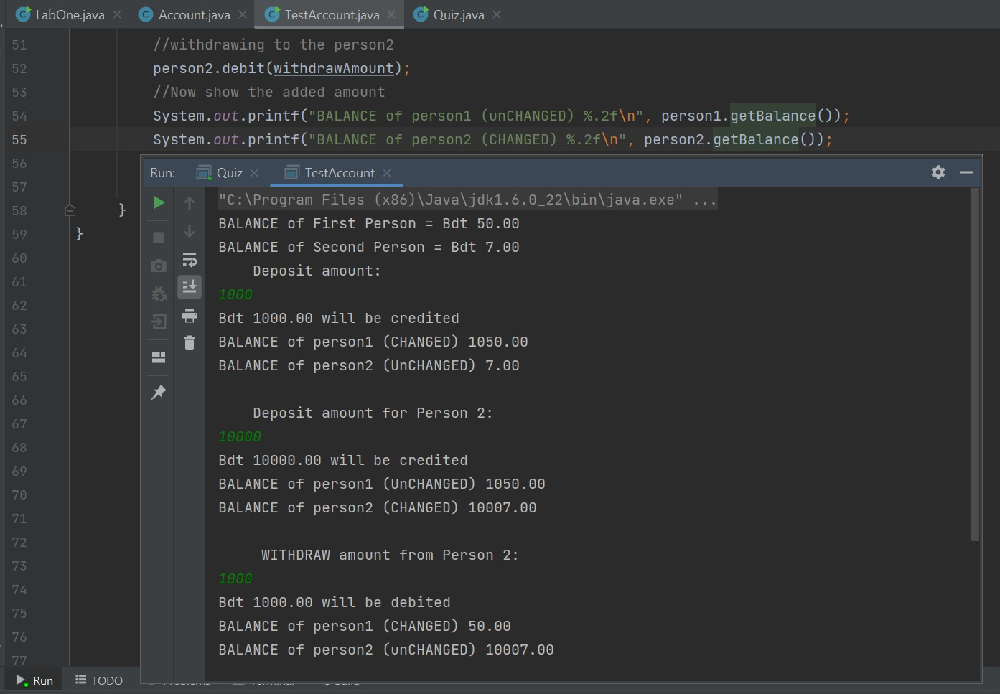 LabOne.java Account.java TestAccount.java Quiz.java
51 //withdrawing to the person2
52 person2.debit(withdrawAmount);
53 //Now show the added amount
54 System.out.printf("BALANCE of person1 (unCHANGED) %.2f\n", person1.getBalance());
55 System.out.printf("BALANCE of person2 (CHANGED) %.2f\n", person2.getBalance());
56
57
58 }
59 }
60
61
62
63
64
65
66
67
68
69
70
71
72
73
74
75
76
77
Run: Quiz TestAccount
"C:\Program Files (x86)\Java\jdk1.6.0_22\bin\java.exe" ...
BALANCE of First Person = Bdt 50.00
BALANCE of Second Person = Bdt 7.00
Deposit amount:
1000
Bdt 1000.00 will be credited
BALANCE of person1 (CHANGED) 1050.00
BALANCE of person2 (UnCHANGED) 7.00
Deposit amount for Person 2:
10000
Bdt 10000.00 will be credited
BALANCE of person1 (UnCHANGED) 1050.00
BALANCE of person2 (CHANGED) 10007.00
WITHDRAW amount from Person 2:
1000
Bdt 1000.00 will be debited
BALANCE of person1 (CHANGED) 50.00
BALANCE of person2 (unCHANGED) 10007.00
Run TODO